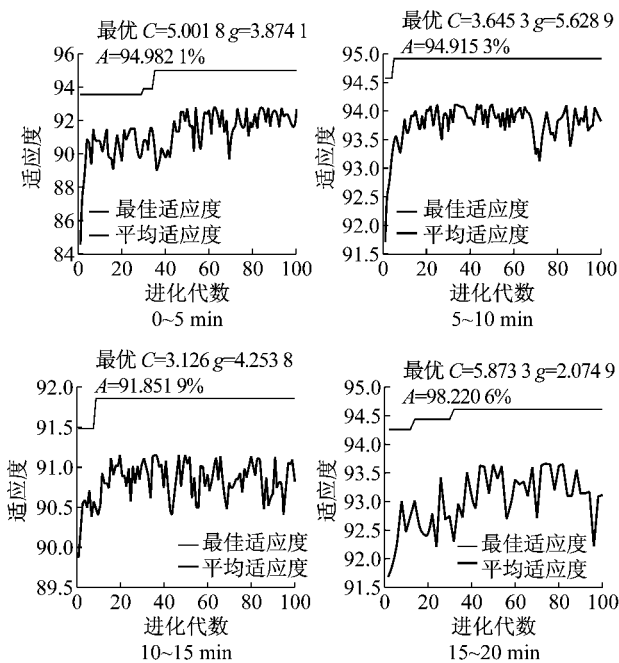 最优 C=5.001 8 g=3.874 1
A=94.982 1%
96
94
92
90
88
86
84
适应度
最佳适应度
平均适应度
0 20 40 60 80 100
进化代数
0~5 min
最优 C=3.645 3 g=5.628 9
A=94.915 3%
95.0
94.5
94.0
93.5
93.0
92.5
92.0
91.5
适应度
最佳适应度
平均适应度
0 20 40 60 80 100
进化代数
5~10 min
最优 C=3.126 g=4.253 8
A=91.851 9%
92.0
91.5
91.0
90.5
90.0
89.5
适应度
最佳适应度
平均适应度
0 20 40 60 80 100
进化代数
10~15 min
最优 C=5.873 3 g=2.074 9
A=98.220 6%
95.0
94.5
94.0
93.5
93.0
92.5
92.0
91.5
适应度
最佳适应度
平均适应度
0 20 40 60 80 100
进化代数
15~20 min